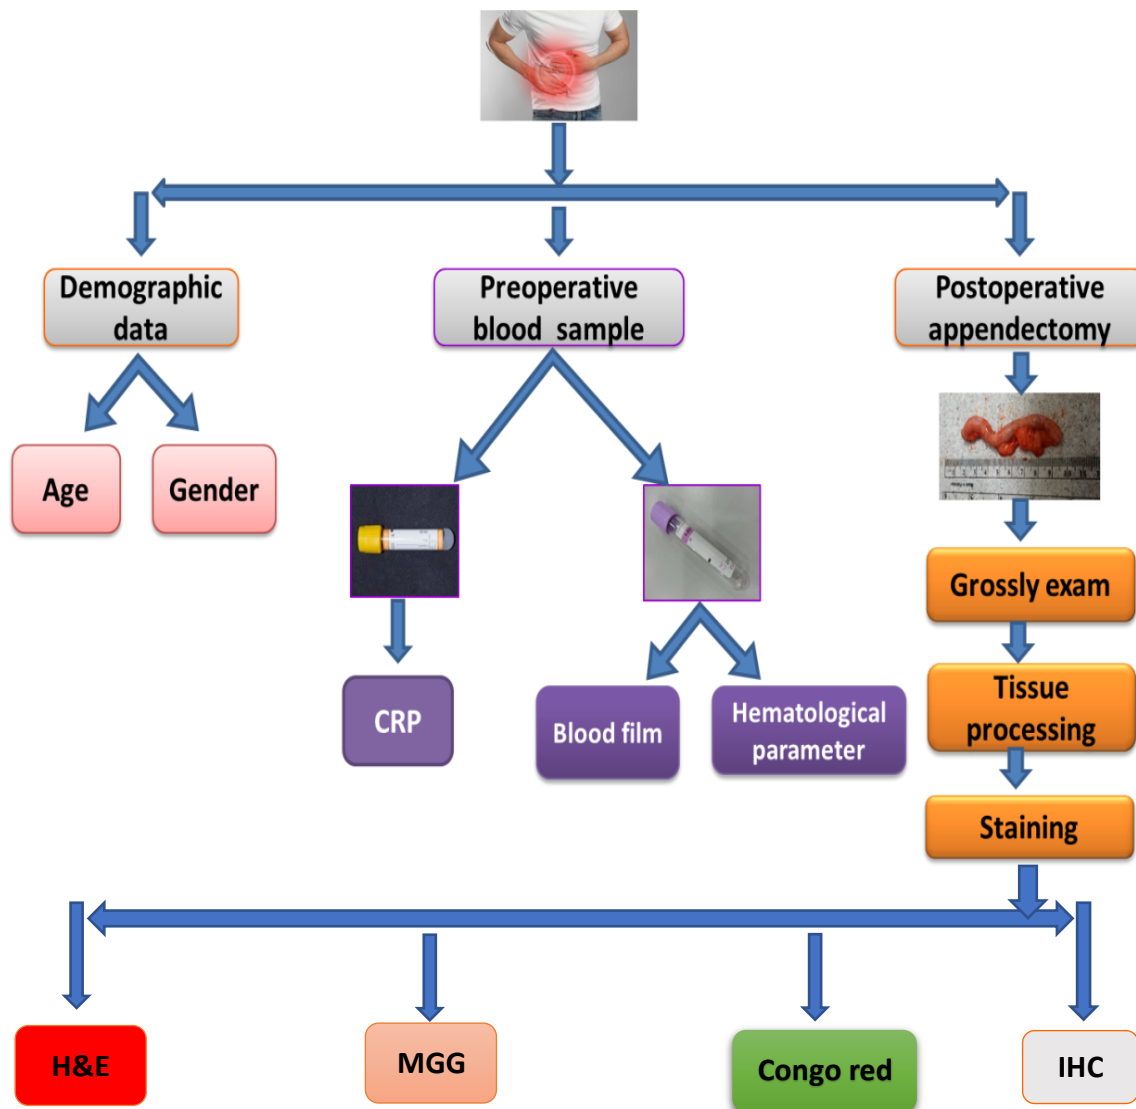 Demographic
data
Preoperative
blood sample
Postoperative
appendectomy
Age
Gender
Grossly exam
CRP
Blood film
Hematological
parameter
Tissue
processing
Staining
H&E
MGG
Congo red
IHC